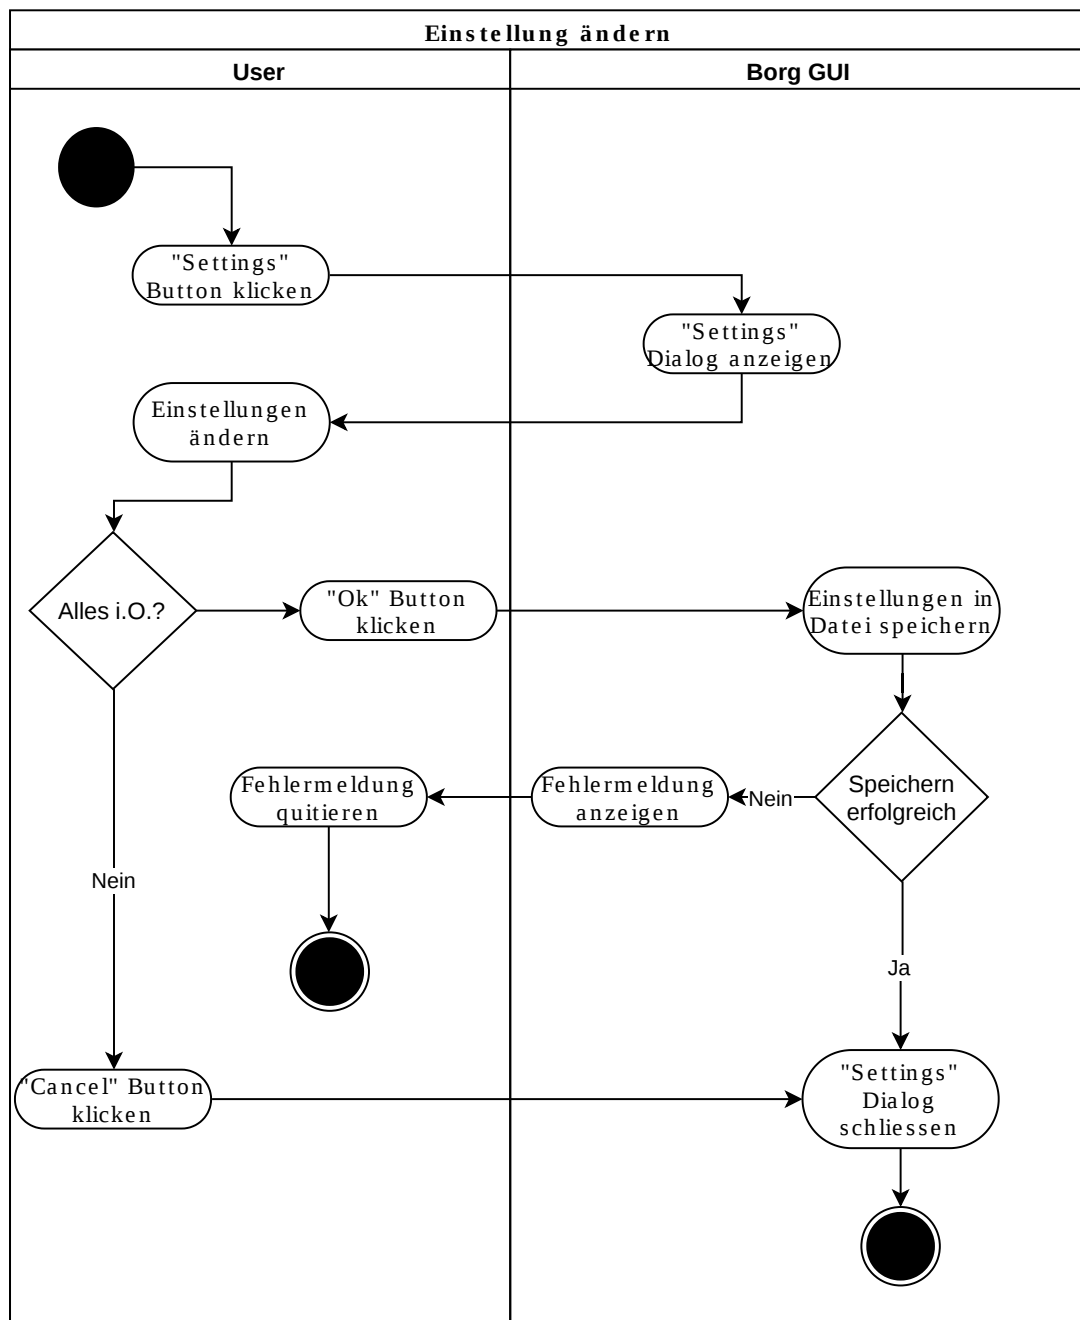 Einstellung ändern
User
Borg GUI
"Settings"
Button klicken
"Settings"
Dialog anzeigen
Einstellungen
ändern
Alles i.O.?
"Ok" Button
klicken
Einstellungen in
Datei speichern
Fehlermeldung
quitieren
Fehlermeldung
anzeigen
Nein
Speichern
erfolgreich
Nein
Ja
"Cancel" Button
klicken
"Settings"
Dialog
schliessen